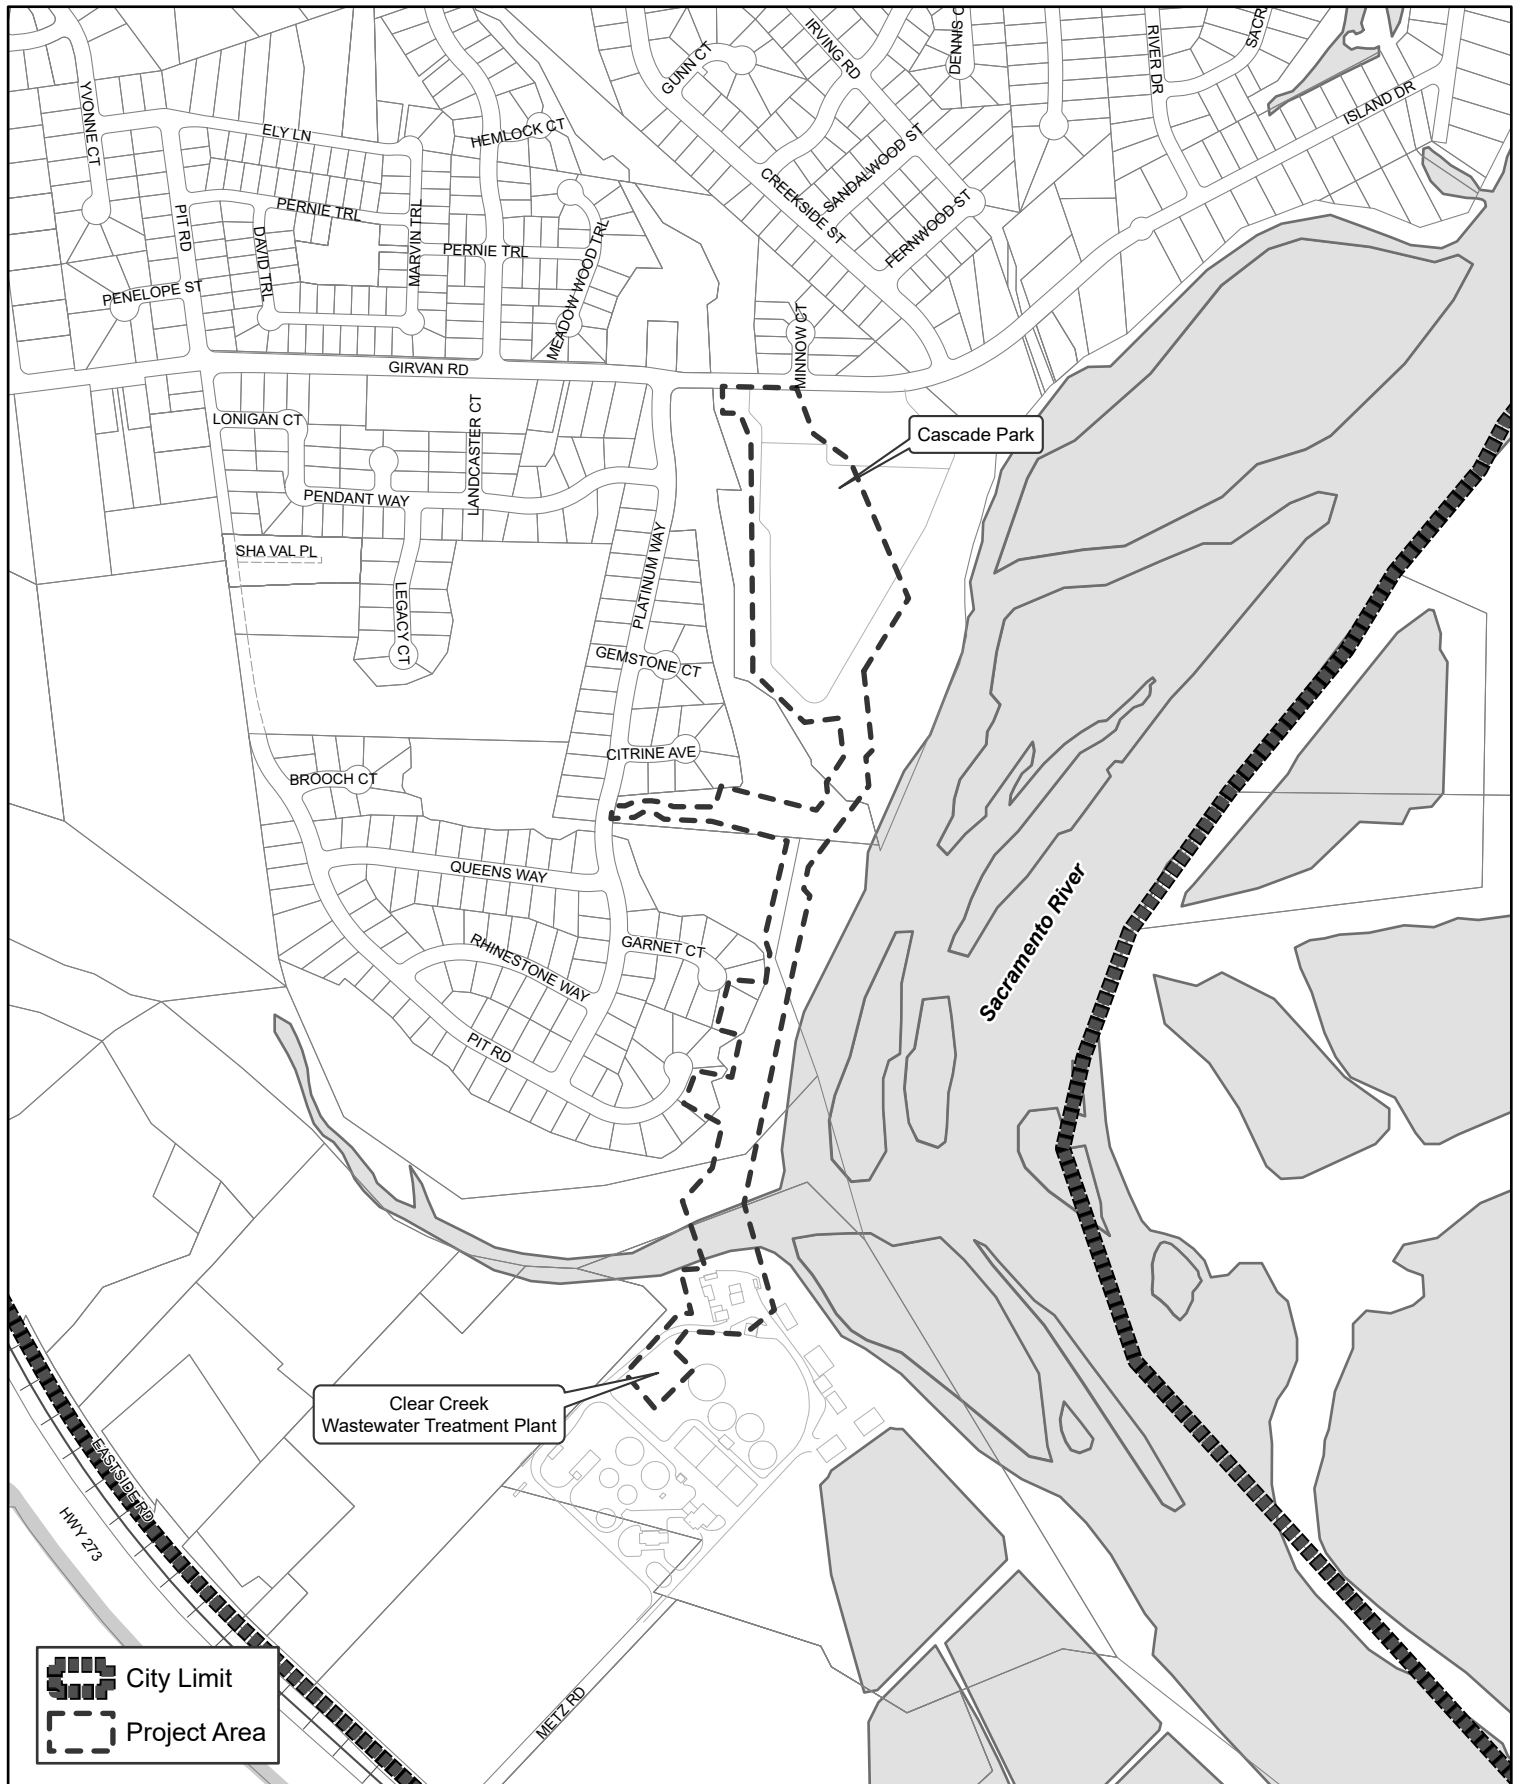 GUNN CT
IRVING RD
DENNIS C
RIVER DR
SACR
YVONNE CT
ELY LN
HEMLOCK CT
ISLAND DR
SANDALWOOD ST
CREEKSIDE ST
FERNWOOD ST
PIT RD
PERNIE TRL
DAVID TRL
MARVIN TRL
PERNIE TRL
MEADOW WOOD TRL
PENELOPE ST
MINNOW CT
GIRVAN RD
LONIGAN CT
LANDCASTER CT
Cascade Park
PENDANT WAY
SHA VAL PL
LEGACY CT
PLATINUM WAY
GEMSTONE CT
CITRINE AVE
BROOCH CT
QUEENS WAY
Sacramento River
GARNET CT
RHINESTONE WAY
PIT RD
Clear Creek
Wastewater Treatment Plant
EASTSIDE RD
HWY 273
METZ RD
City Limit
Project Area